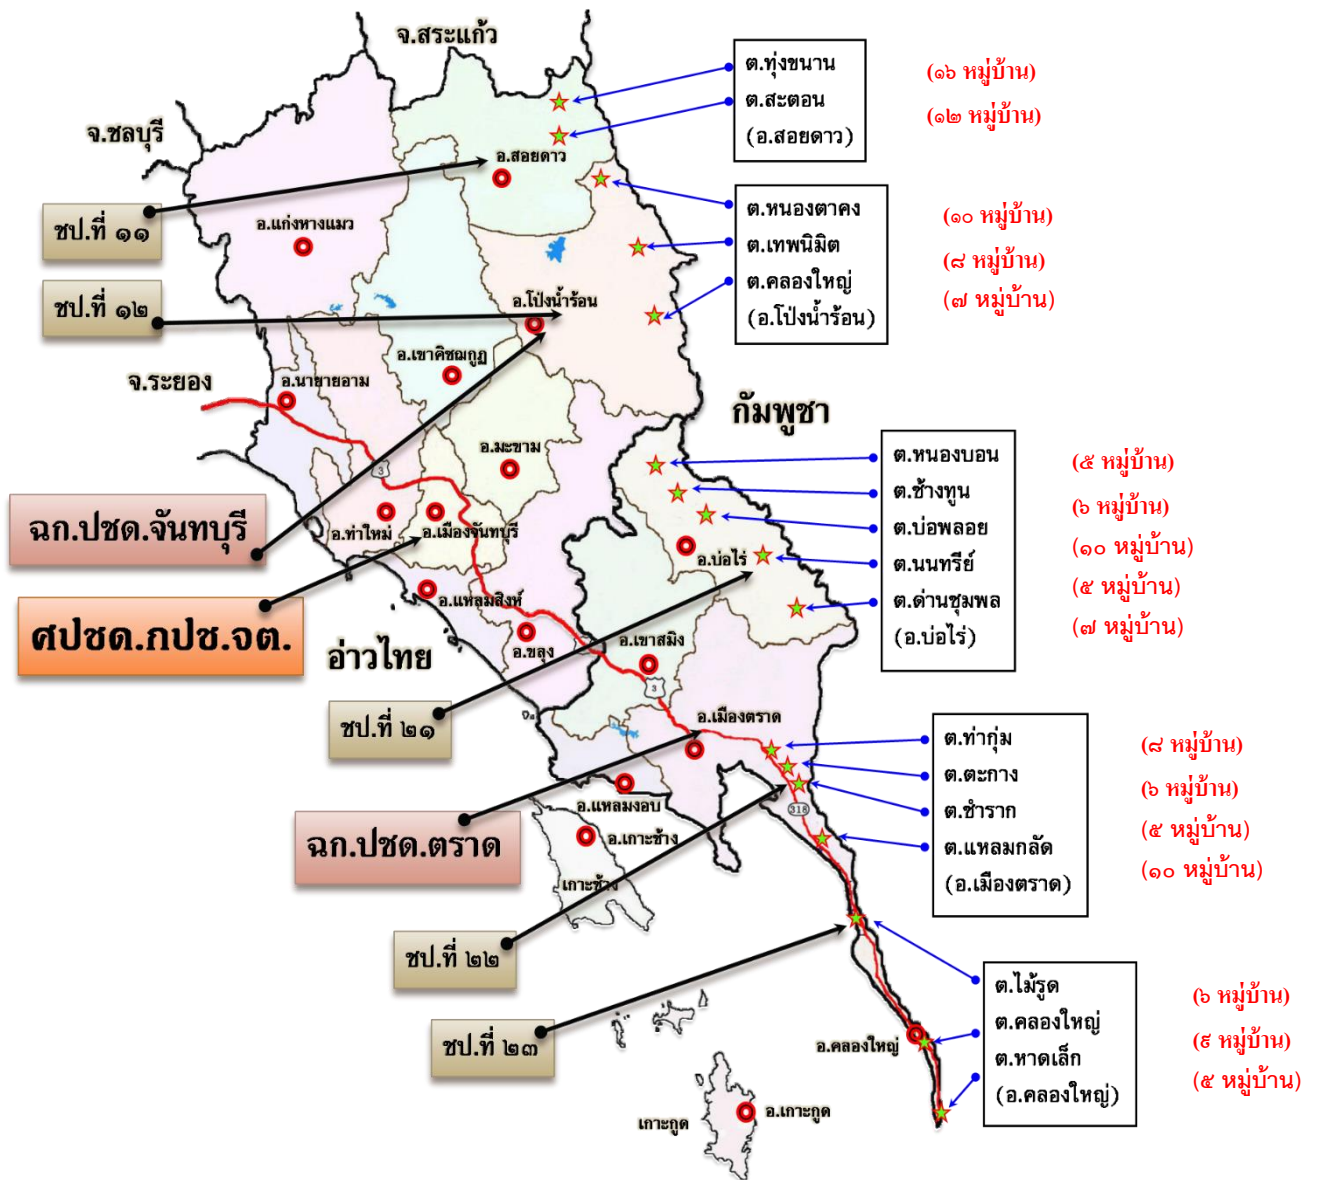 จ.สระแก้ว
ต.ทุ่งขนาน (๑๖ หมู่บ้าน)
ต.สะตอน (๑๒ หมู่บ้าน)
(อ.สอยดาว)
จ.ชลบุรี
อ.สอยดาว
ชป.ที่ ๑๑
อ.แก่งหางแมว
ต.หนองตาคง (๑๐ หมู่บ้าน)
ต.เทพนิมิต (๘ หมู่บ้าน)
ต.คลองใหญ่ (๗ หมู่บ้าน)
(อ.โป่งน้ำร้อน)
ชป.ที่ ๑๒
อ.โป่งน้ำร้อน
อ.เขาคิชฌกูฏ
จ.ระยอง
อ.นายายอาม
กัมพูชา
อ.มะขาม
3
ต.หนองบอน (๕ หมู่บ้าน)
ต.ช้างทูน (๖ หมู่บ้าน)
ต.บ่อพลอย (๑๐ หมู่บ้าน)
ต.นนทรีย์ (๕ หมู่บ้าน)
ต.ด่านชุมพล (๗ หมู่บ้าน)
(อ.บ่อไร่)
ฉก.ปชด.จันทบุรี
อ.ท่าใหม่
อ.เมืองจันทบุรี
อ.บ่อไร่
อ.แหลมสิงห์
ศปชด.กปช.จต.
อ่าวไทย
อ.ขลุง
อ.เขาสมิง
3
ชป.ที่ ๒๑
อ.เมืองตราด
ต.ท่ากุ่ม (๘ หมู่บ้าน)
ต.ตะกาง (๖ หมู่บ้าน)
ต.ชำราก (๕ หมู่บ้าน)
ต.แหลมกลัด (๑๐ หมู่บ้าน)
(อ.เมืองตราด)
318
อ.แหลมงอบ
ฉก.ปชด.ตราด
อ.เกาะช้าง
เกาะช้าง
ชป.ที่ ๒๒
ต.ไม้รูด (๖ หมู่บ้าน)
ต.คลองใหญ่ (๙ หมู่บ้าน)
ต.หาดเล็ก (๕ หมู่บ้าน)
(อ.คลองใหญ่)
ชป.ที่ ๒๓
อ.คลองใหญ่
อ.เกาะกูด
เกาะกูด